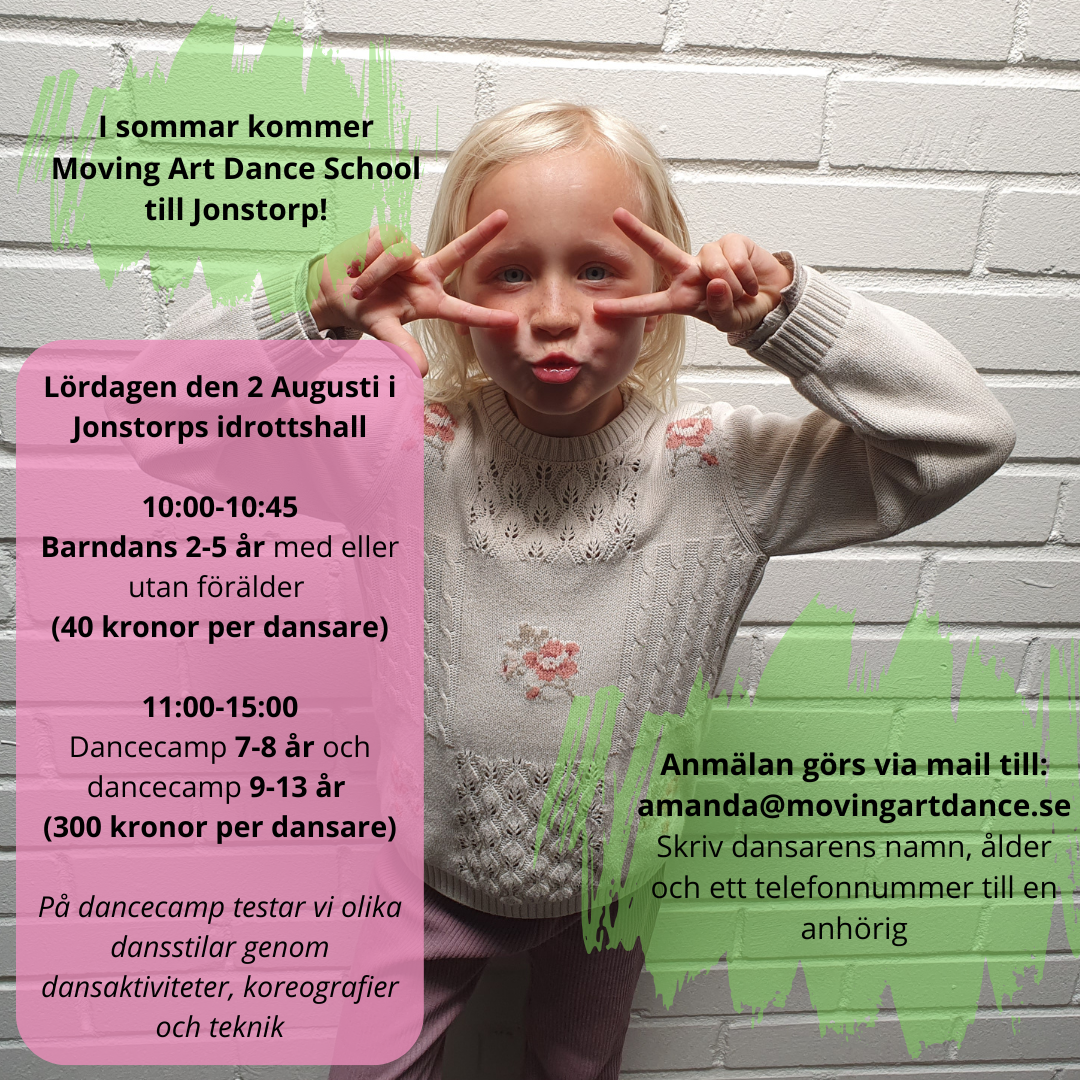 I sommar kommer
Moving Art Dance School
till Jonstorp!
Lördagen den 2 Augusti i
Jonstorps idrottshall
10:00-10:45
Barndans 2-5 år med eller
utan förälder
(40 kronor per dansare)
11:00-15:00
Dancecamp 7-8 år och
dancecamp 9-13 år
(300 kronor per dansare)
På dancecamp testar vi olika
dansstilar genom
dansaktiviteter, koreografier
och teknik
Anmälan görs via mail till:
amanda@movingartdance.se
Skriv dansarens namn, ålder
och ett telefonnummer till en
anhörig